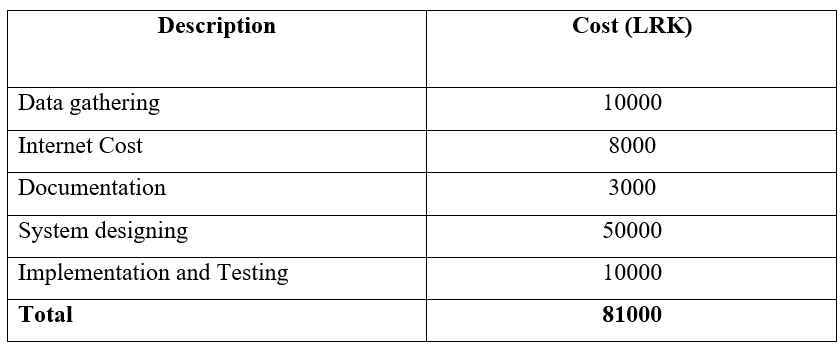 Description Cost (LRK)
Data gathering 10000
Internet Cost 8000
Documentation 3000
System designing 50000
Implementation and Testing 10000
Total 81000